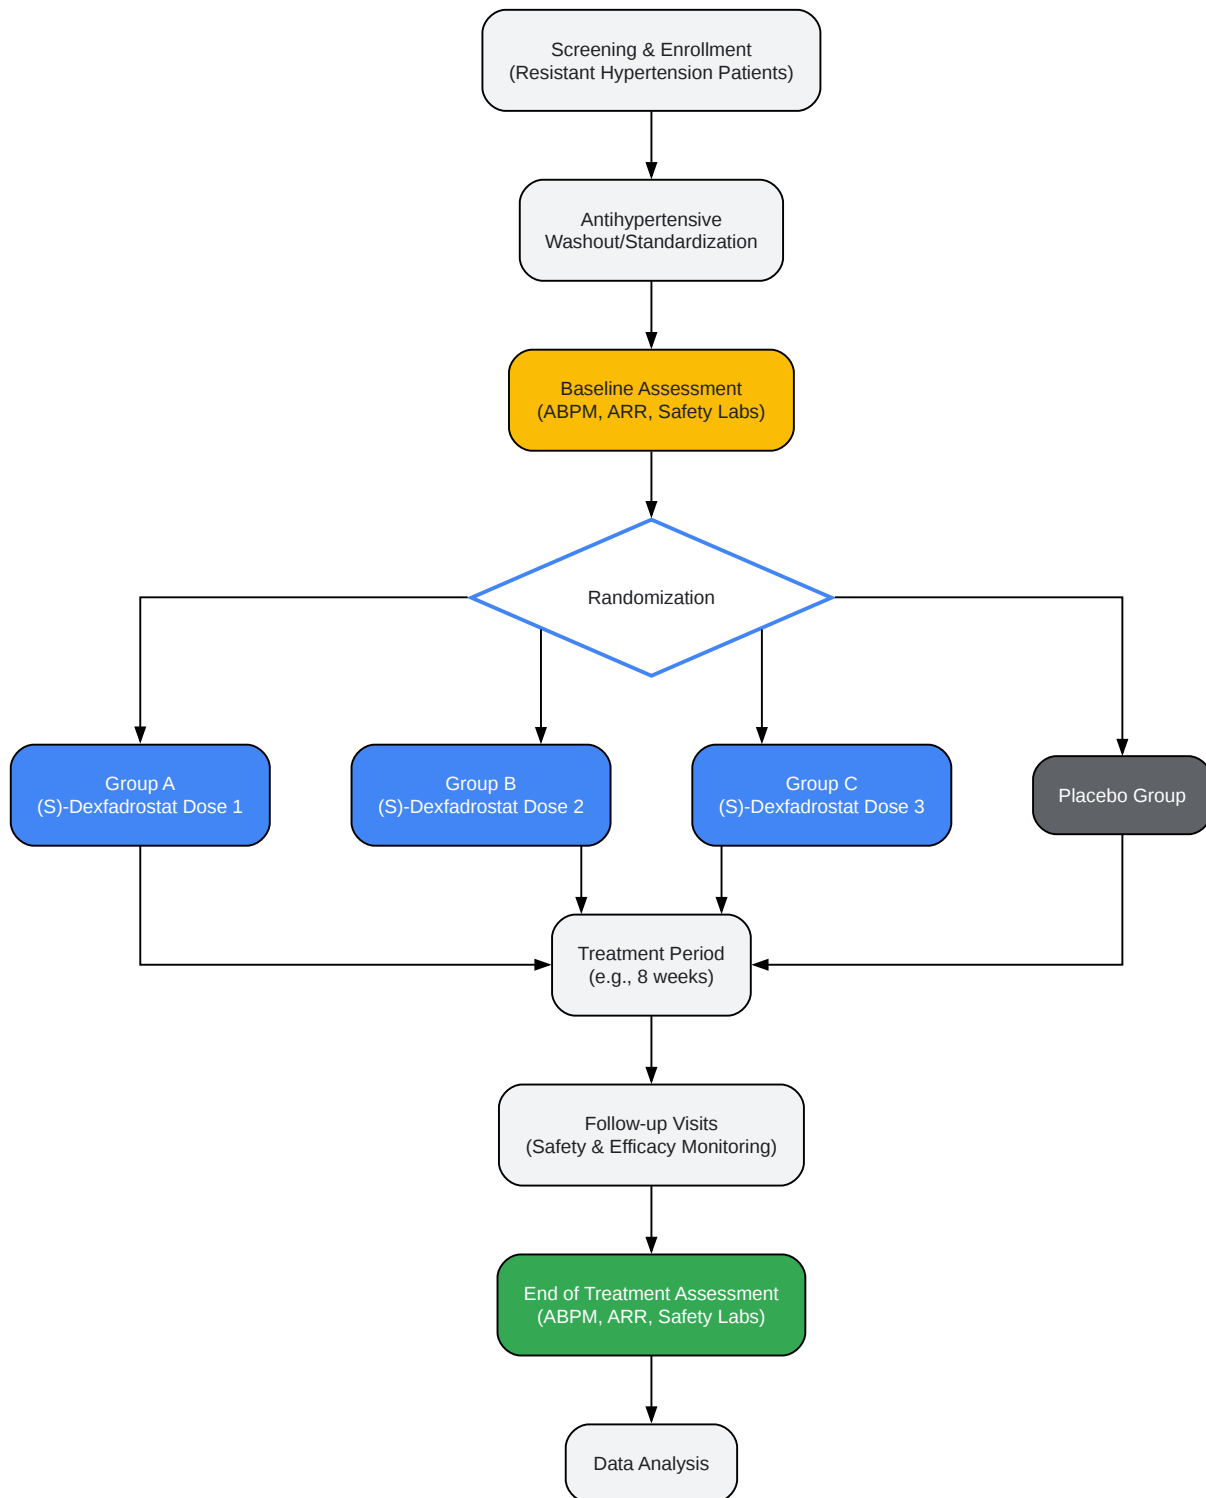 Screening & Enrollment
(Resistant Hypertension Patients)
Antihypertensive
Washout/Standardization
Baseline Assessment
(ABPM, ARR, Safety Labs)
Randomization
Group A
(S)-Dexfadrostat Dose 1
Group B
(S)-Dexfadrostat Dose 2
Group C
(S)-Dexfadrostat Dose 3
Placebo Group
Treatment Period
(e.g., 8 weeks)
Follow-up Visits
(Safety & Efficacy Monitoring)
End of Treatment Assessment
(ABPM, ARR, Safety Labs)
Data Analysis